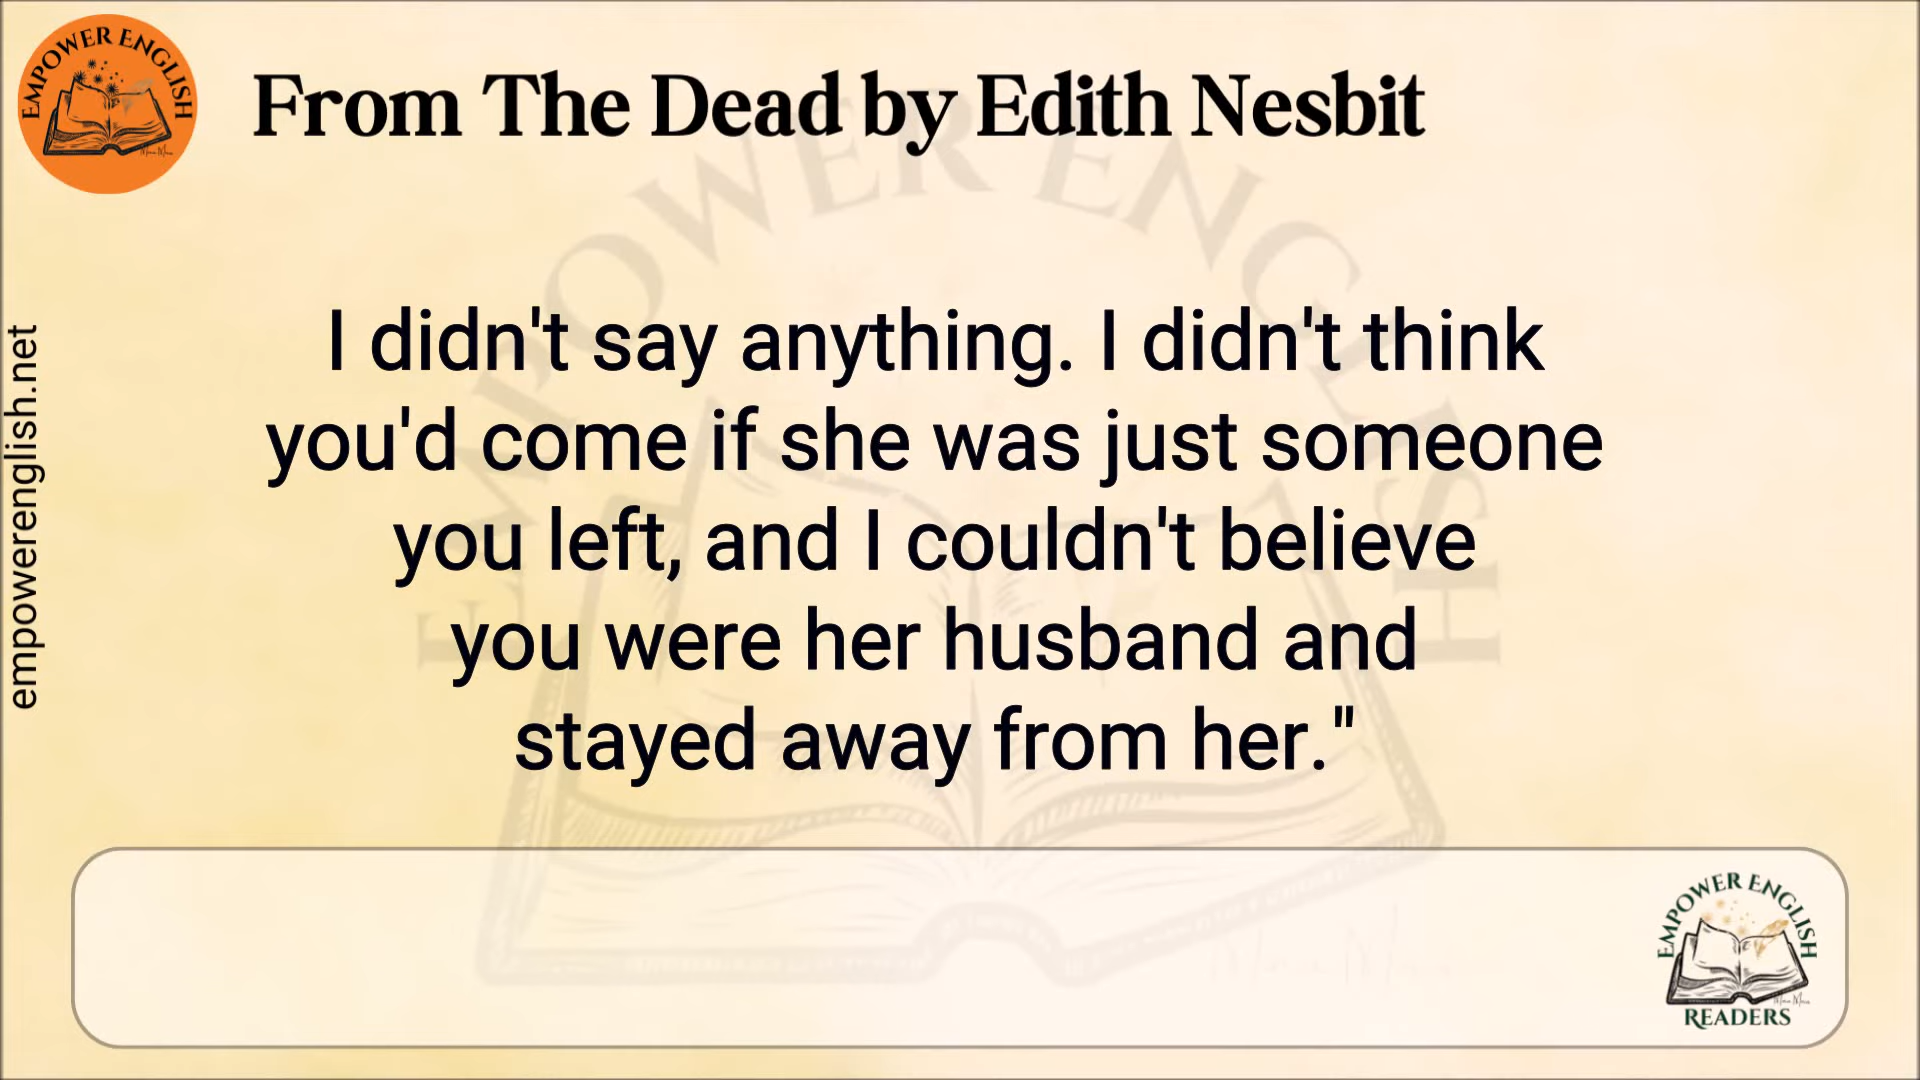 EMPOWER ENGLISH
From The Dead by Edith Nesbit
EMPOWER ENGLISH
empowerenglish.net
I didn't say anything. I didn't think
you'd come if she was just someone
you left, and I couldn't believe
you were her husband and
stayed away from her."
EMPOWER ENGLISH
READERS